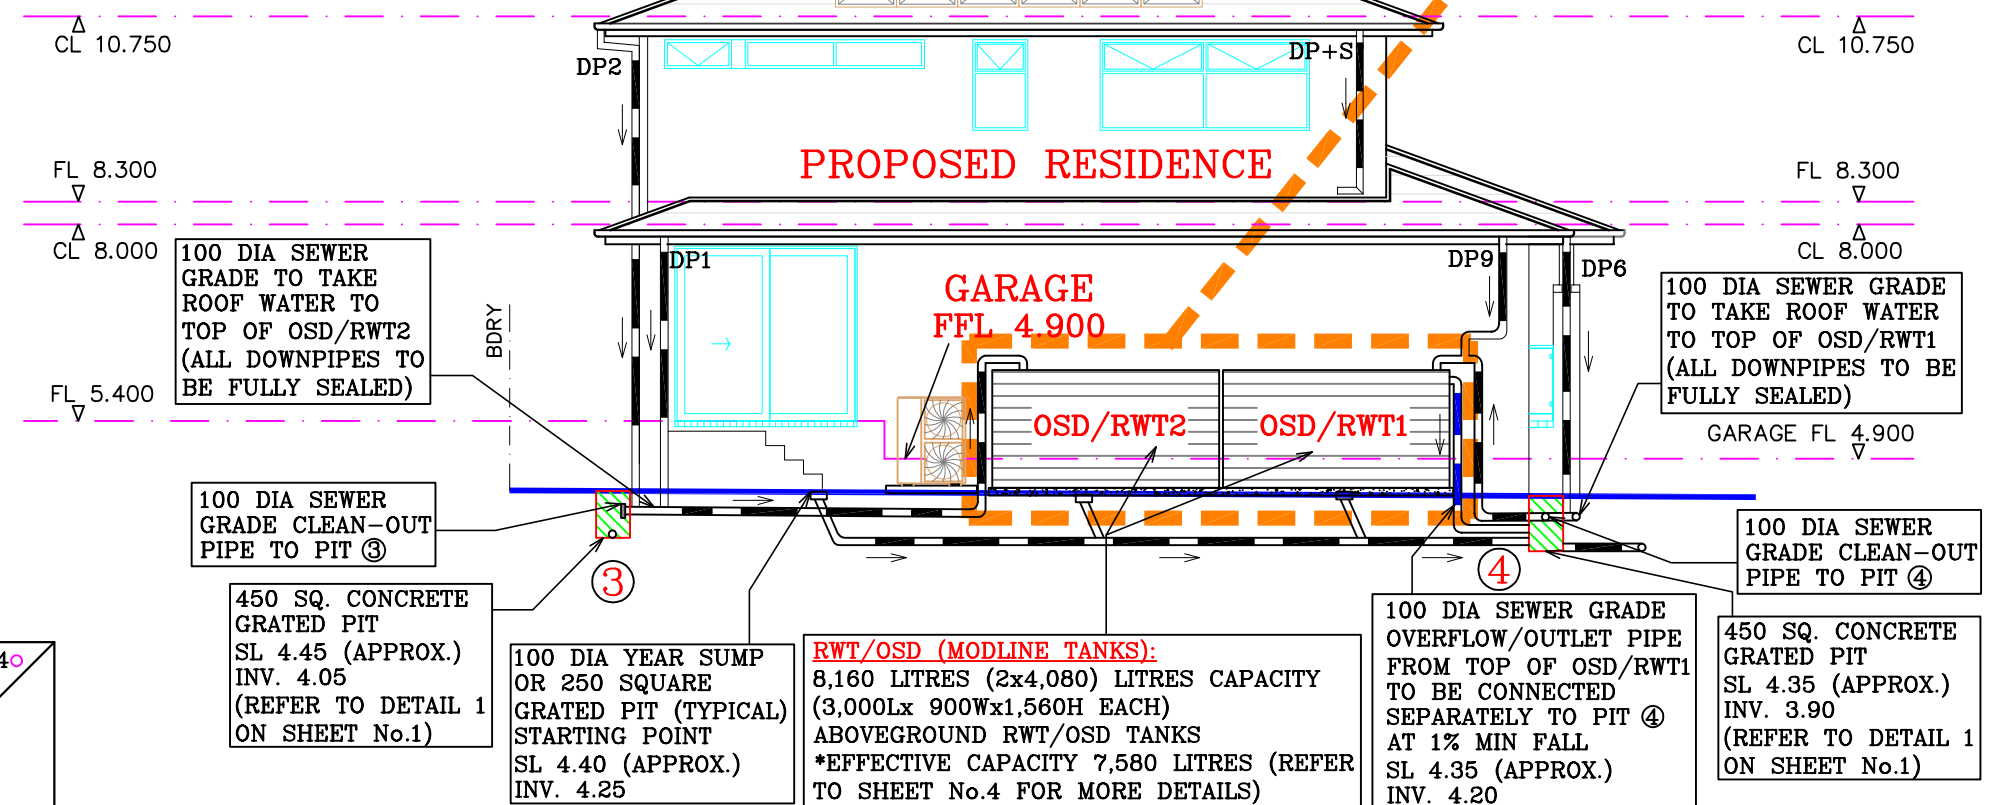 CL 10.750
CL 10.750
DP2
DP+S
PROPOSED RESIDENCE
FL 8.300
FL 8.300
CL 8.000
CL 8.000
100 DIA SEWER
GRADE TO TAKE
ROOF WATER TO
TOP OF OSD/RWT2
(ALL DOWNPIPES TO
BE FULLY SEALED)
BDRY
DP1
GARAGE
FFL 4.900
DP9
DP6
100 DIA SEWER GRADE
TO TAKE ROOF WATER
TO TOP OF OSD/RWT1
(ALL DOWNPIPES TO BE
FULLY SEALED)
FL 5.400
GARAGE FL 4.900
OSD/RWT2
OSD/RWT1
100 DIA SEWER
GRADE CLEAN-OUT
PIPE TO PIT ③
3
4
100 DIA SEWER
GRADE CLEAN-OUT
PIPE TO PIT ④
450 SQ. CONCRETE
GRATED PIT
SL 4.45 (APPROX.)
INV. 4.05
(REFER TO DETAIL 1
ON SHEET No.1)
100 DIA YEAR SUMP
OR 250 SQUARE
GRATED PIT (TYPICAL)
STARTING POINT
SL 4.40 (APPROX.)
INV. 4.25
RWT/OSD (MODLINE TANKS):
8,160 LITRES (2x4,080) LITRES CAPACITY
(3,000Lx 900Wx1,560H EACH)
ABOVEGROUND RWT/OSD TANKS
*EFFECTIVE CAPACITY 7,580 LITRES (REFER
TO SHEET No.4 FOR MORE DETAILS)
100 DIA SEWER GRADE
OVERFLOW/OUTLET PIPE
FROM TOP OF OSD/RWT1
TO BE CONNECTED
SEPARATELY TO PIT ④
AT 1% MIN FALL
SL 4.35 (APPROX.)
INV. 4.20
450 SQ. CONCRETE
GRATED PIT
SL 4.35 (APPROX.)
INV. 3.90
(REFER TO DETAIL 1
ON SHEET No.1)